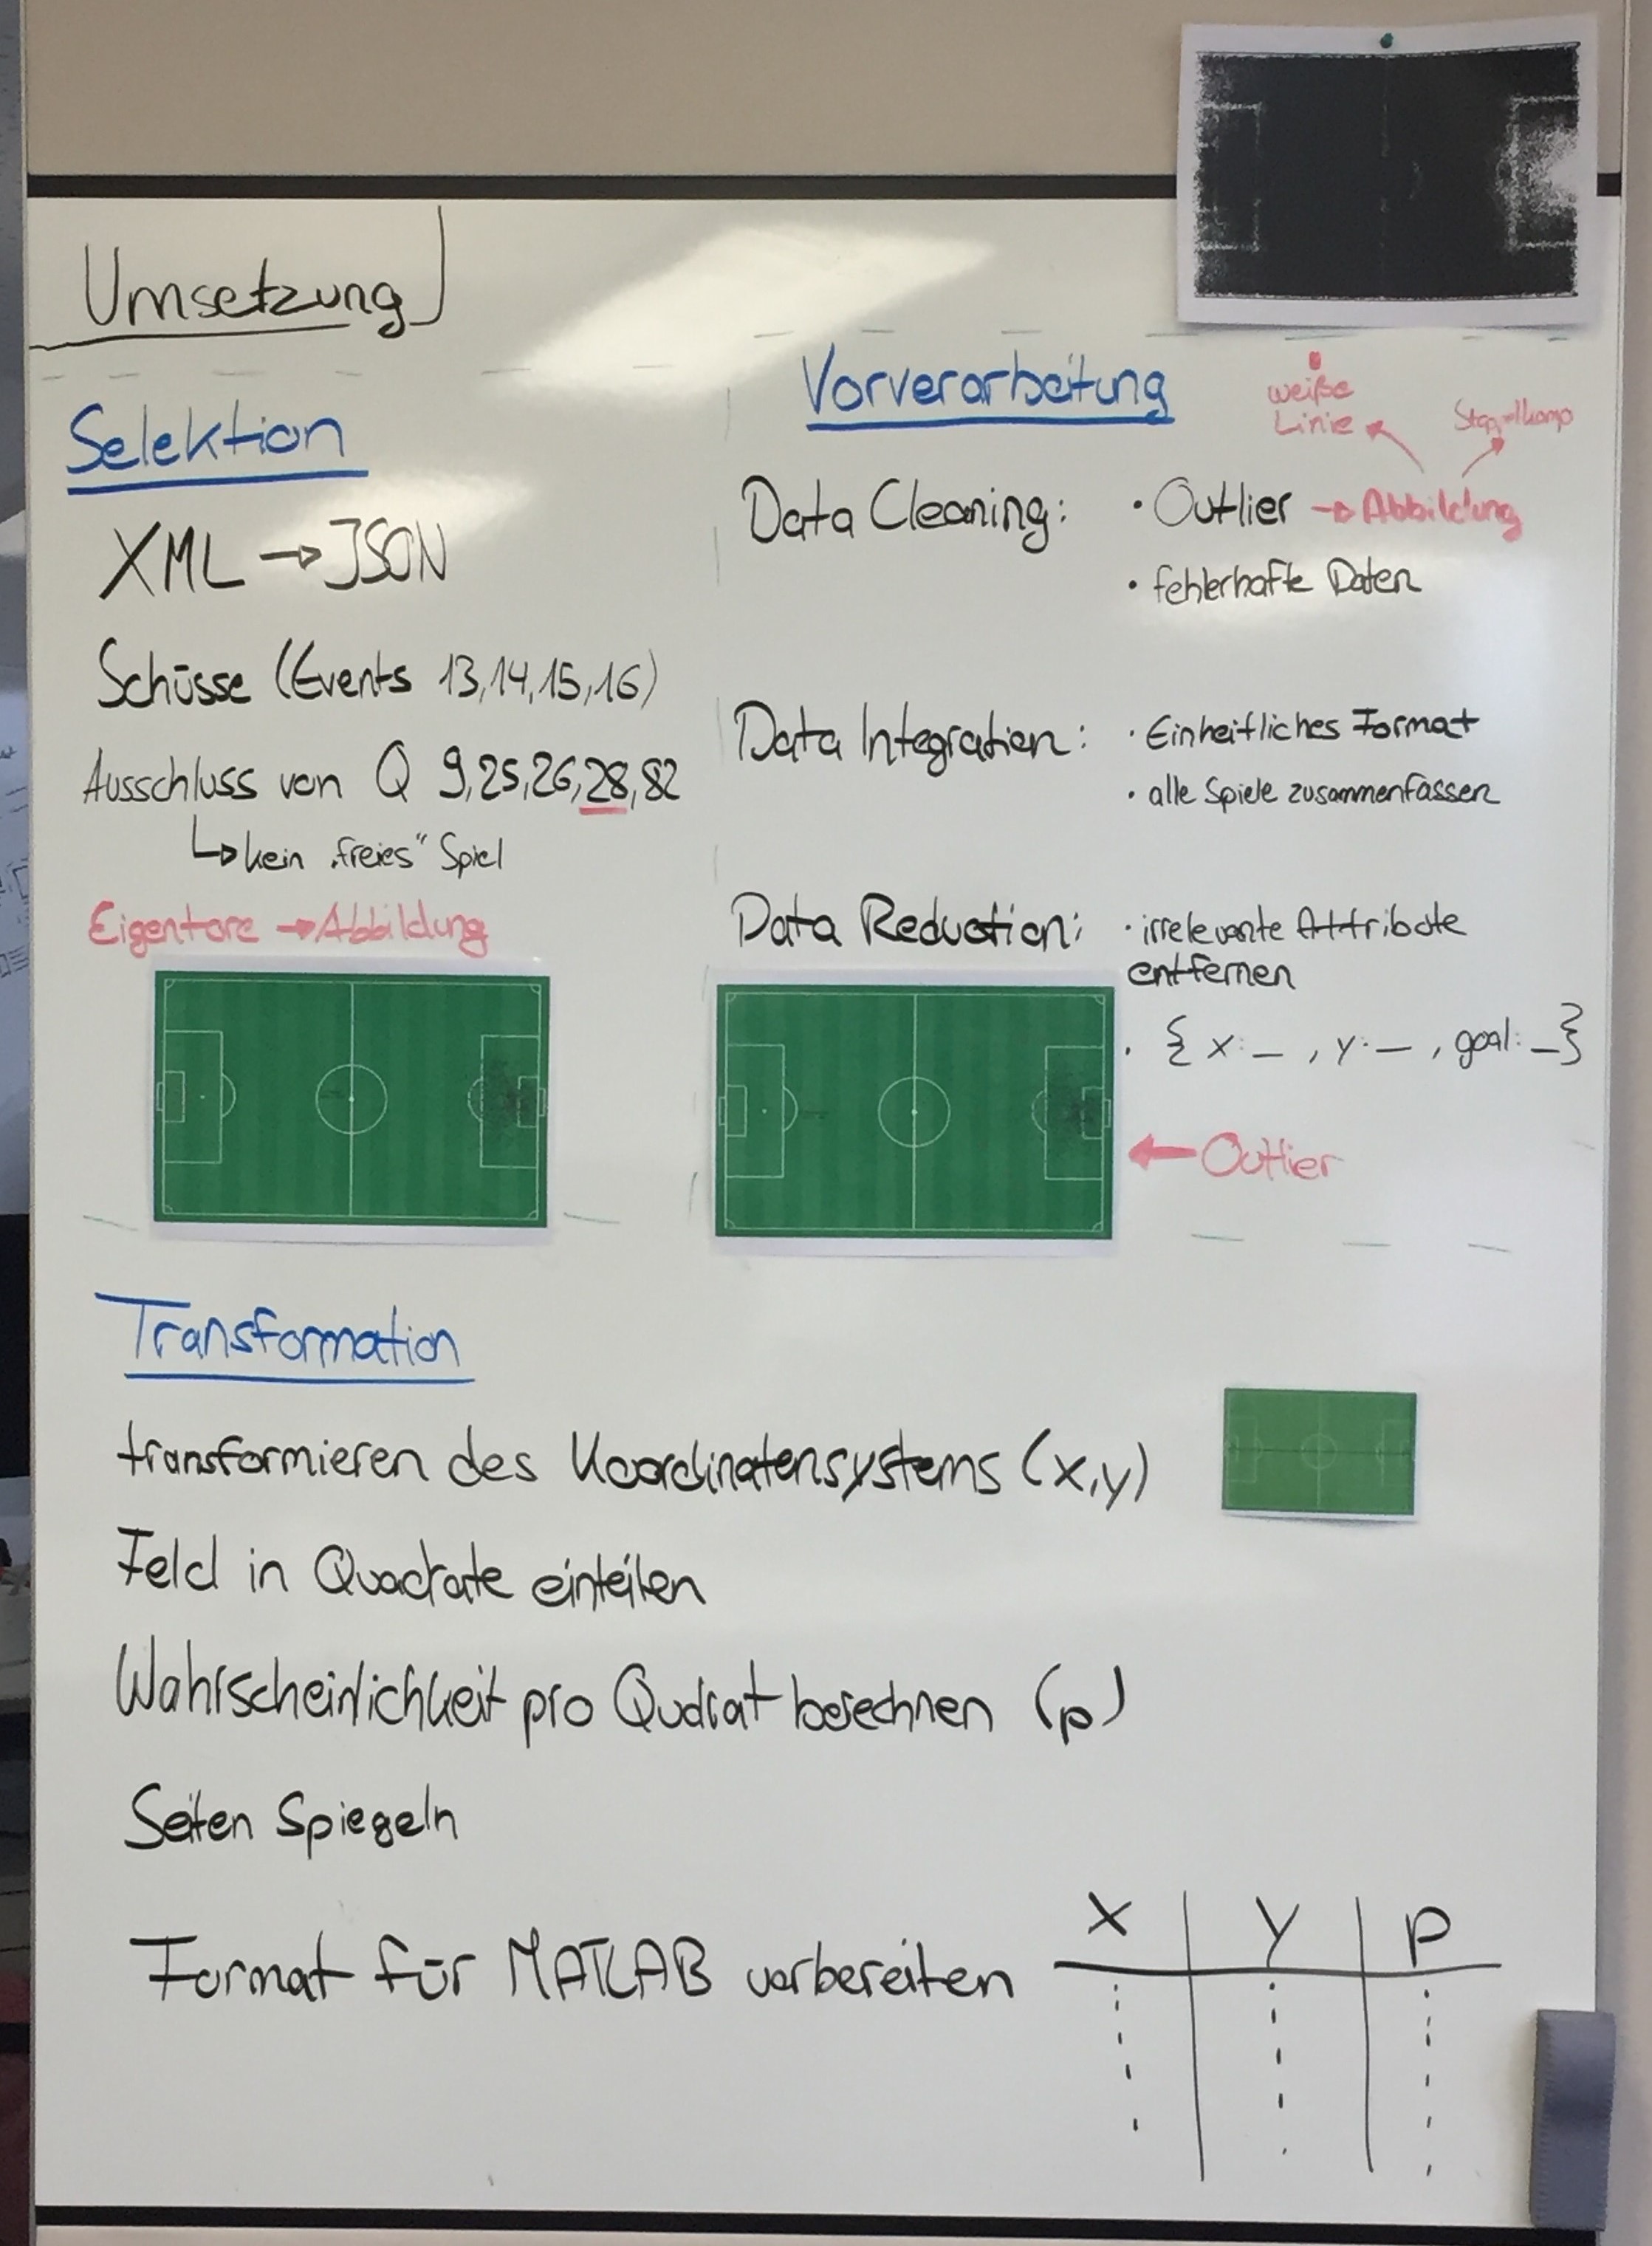 Umsetzung
Selektion
XML → JSON
Schüsse (Events 13,14,15,16)
Ausschluss von Q 9,25,26,28,82
↳ kein „freies" Spiel
Eigentore → Abbildung
Vorverarbeitung
weiße
Linie
Data Cleaning: • Outlier → Abbildung
• fehlerhafte Daten
Data Integration: • Einheitliches Format
• alle Spiele zusammenfassen
Data Reduction: • irrelevante Attribute
entfernen
• { x: _ , y: _ , goal: _ }
← Outlier
Transformation
transformieren des Koordinatensystems (x,y)
Feld in Quadrate einteilen
Wahrscheinlichkeit pro Qudrat berechnen (p)
Seiten Spiegeln
Format für MATLAB vorbereiten
x y p